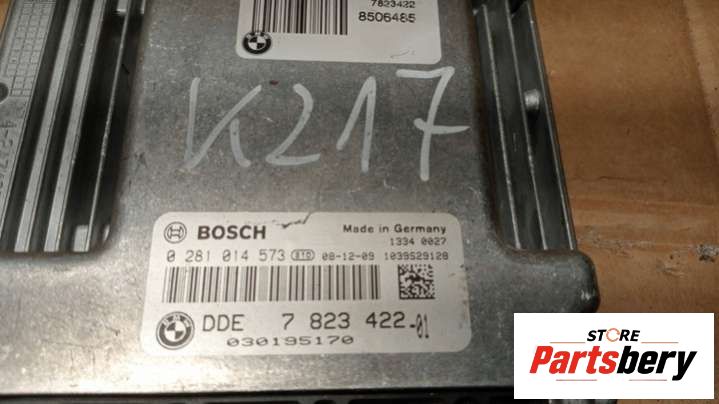 7823422
8506485
K217
BOSCH Made in Germany
1334 0027
0 281 014 573 08-12-09 1039S29128
DDE 7 823 422-01
030195170
STORE
Partsbery